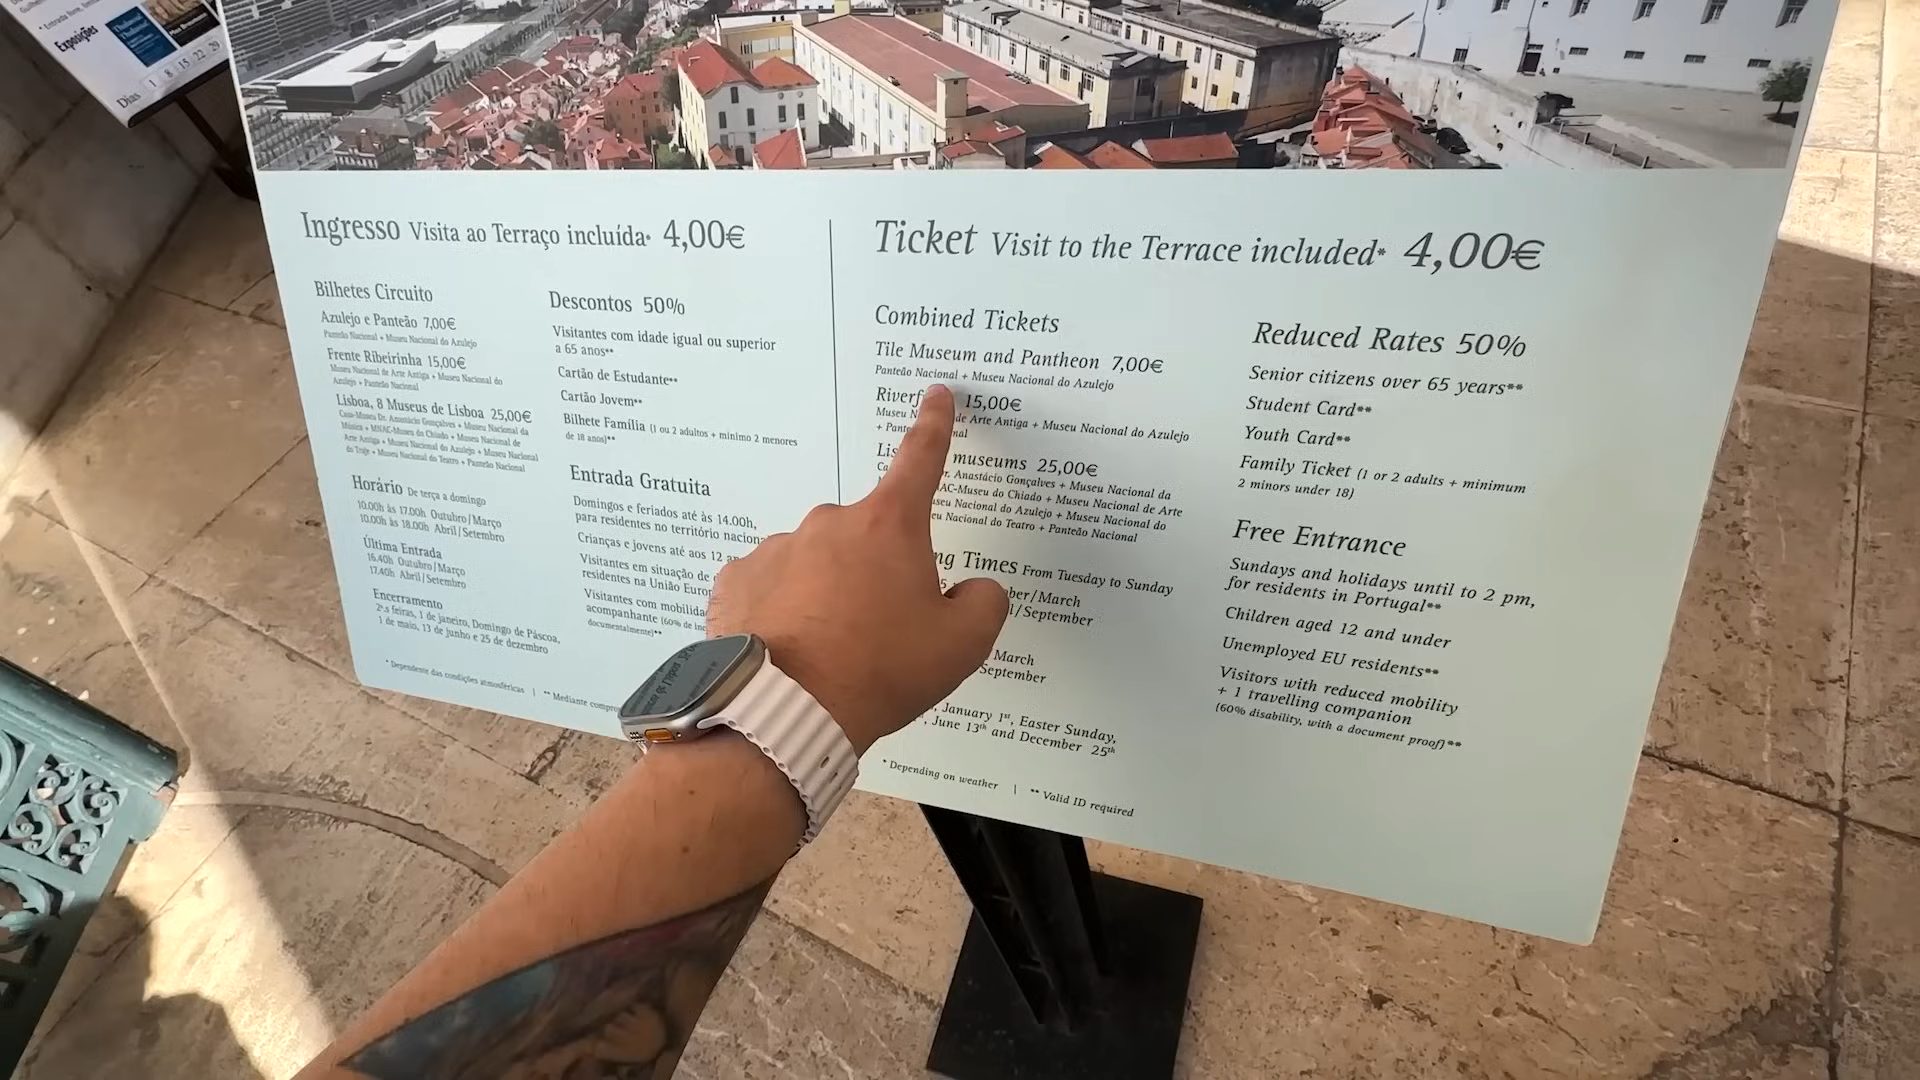 Exposições
Dias 1 8 15 22 29
Ingresso Visita ao Terraço incluída* 4,00€
Bilhetes Circuito
Azulejo e Panteão 7,00€
Panteão Nacional + Museu Nacional do Azulejo
Frente Ribeirinha 15,00€
Museu Nacional de Arte Antiga + Museu Nacional do
Azulejo + Panteão Nacional
Lisboa, 8 Museus de Lisboa 25,00€
Casa-Museu Dr. Anastácio Gonçalves + Museu Nacional da
Música + MNAC-Museu do Chiado + Museu Nacional de
Arte Antiga + Museu Nacional do Azulejo + Museu Nacional
do Traje + Museu Nacional do Teatro + Panteão Nacional
Horário De terça a domingo
10.00h às 17.00h Outubro/Março
10.00h às 18.00h Abril/Setembro
Última Entrada
16.40h Outubro/Março
17.40h Abril/Setembro
Encerramento
2ªs feiras, 1 de janeiro, Domingo de Páscoa,
1 de maio, 13 de junho e 25 de dezembro
Descontos 50%
Visitantes com idade igual ou superior
a 65 anos**
Cartão de Estudante**
Cartão Jovem**
Bilhete Família (1 ou 2 adultos + mínimo 2 menores
de 18 anos)**
Entrada Gratuita
Domingos e feriados até às 14.00h,
para residentes no território naciona
Crianças e jovens até aos 12 an
Visitantes em situação de d
residentes na União Europ
Visitantes com mobilida
acompanhante (60% de inc
documentalmente)**
* Dependente das condições atmosféricas | ** Mediante compro
Ticket Visit to the Terrace included* 4,00€
Combined Tickets
Tile Museum and Pantheon 7,00€
Panteão Nacional + Museu Nacional do Azulejo
Riverf 15,00€
Museu N de Arte Antiga + Museu Nacional do Azulejo
+ Pante nal
Lis museums 25,00€
Ca r. Anastácio Gonçalves + Museu Nacional da
AC-Museu do Chiado + Museu Nacional de Arte
useu Nacional do Azulejo + Museu Nacional do
eu Nacional do Teatro + Panteão Nacional
ng Times From Tuesday to Sunday
ber/March
l/September
March
September
, January 1st, Easter Sunday,
, June 13th and December 25th
* Depending on weather | ** Valid ID required
Reduced Rates 50%
Senior citizens over 65 years**
Student Card**
Youth Card**
Family Ticket (1 or 2 adults + minimum
2 minors under 18)
Free Entrance
Sundays and holidays until to 2 pm,
for residents in Portugal**
Children aged 12 and under
Unemployed EU residents**
Visitors with reduced mobility
+ 1 travelling companion
(60% disability, with a document proof)**